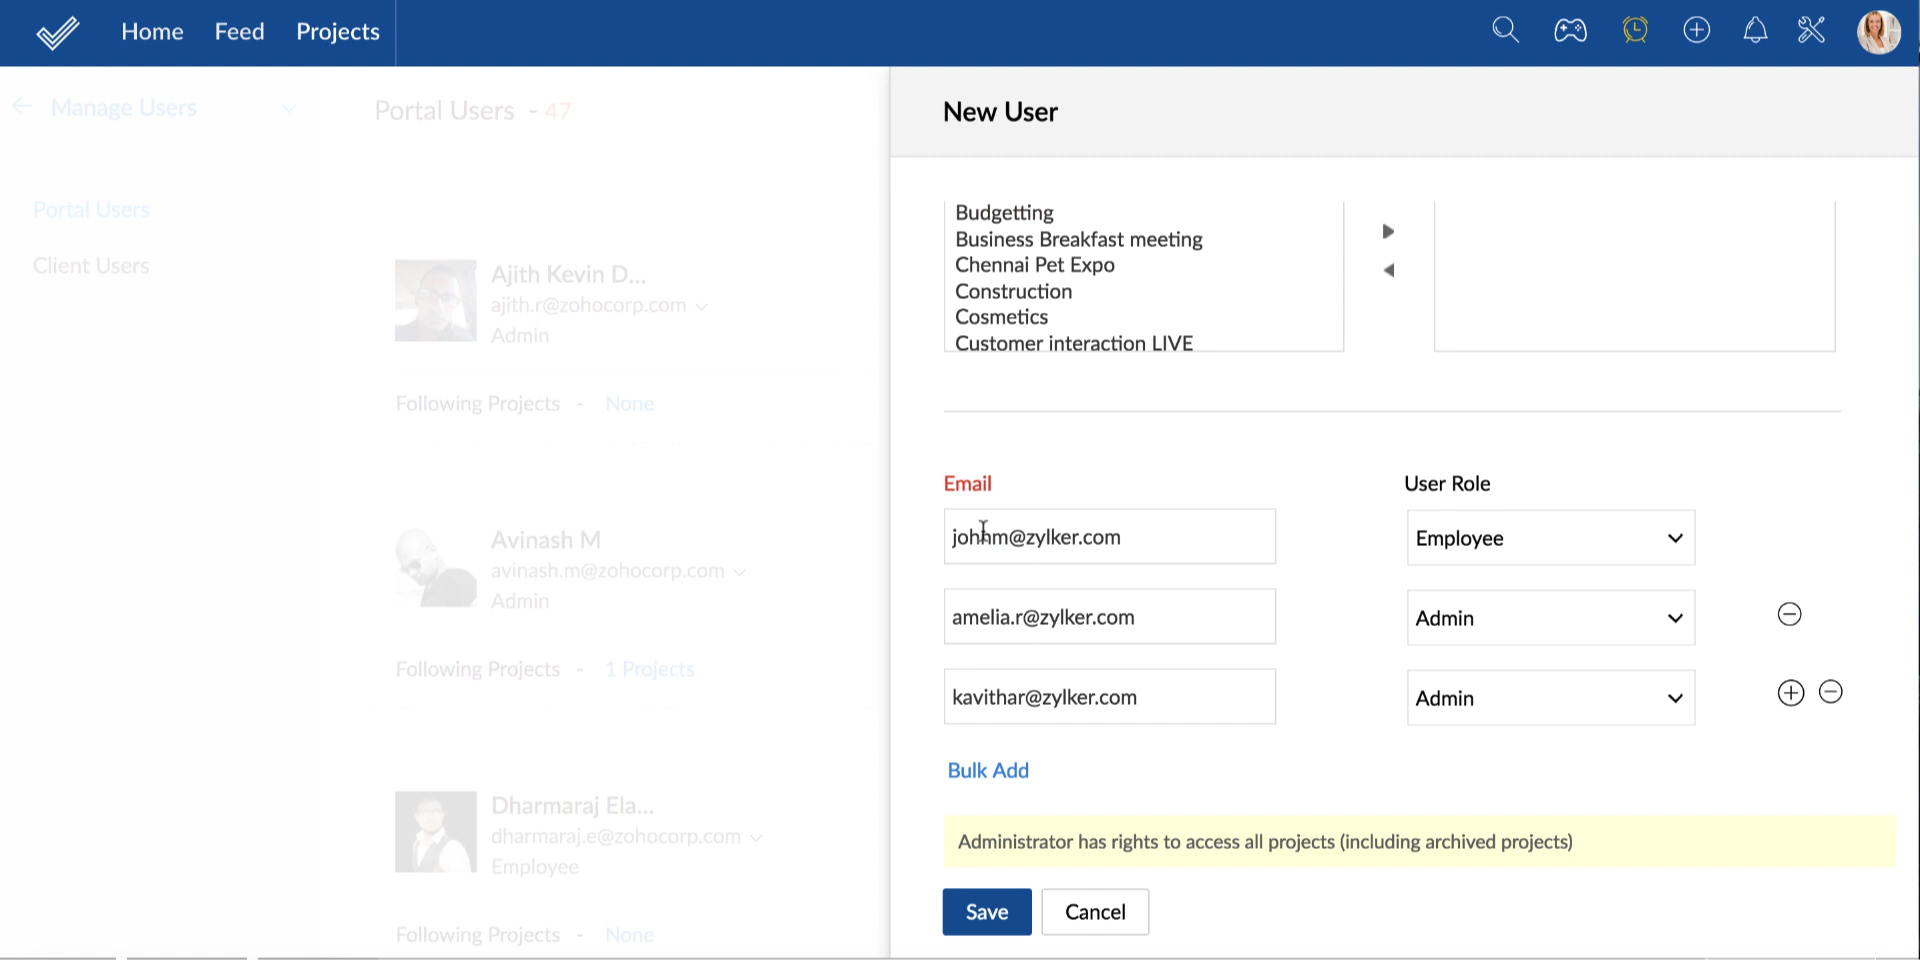 Home Feed Projects
Manage Users
Portal Users - 47
New User
Portal Users
Client Users
Ajith Kevin D...
ajith.r@zohocorp.com
Admin
Following Projects - None
Avinash M
avinash.m@zohocorp.com
Admin
Following Projects - 1 Projects
Dharmaraj Ela...
dharmaraj.e@zohocorp.com
Employee
Following Projects - None
Budgetting
Business Breakfast meeting
Chennai Pet Expo
Construction
Cosmetics
Customer interaction LIVE
Email User Role
johnm@zylker.com Employee
amelia.r@zylker.com Admin
kavithar@zylker.com Admin
Bulk Add
Administrator has rights to access all projects (including archived projects)
Save Cancel